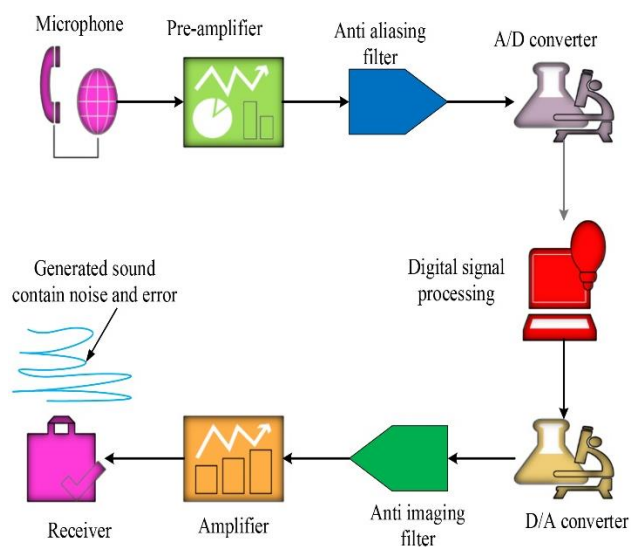 Microphone
Pre-amplifier
Anti aliasing
filter
A/D converter
Generated sound
contain noise and error
Digital signal
processing
Receiver
Amplifier
Anti imaging
filter
D/A converter